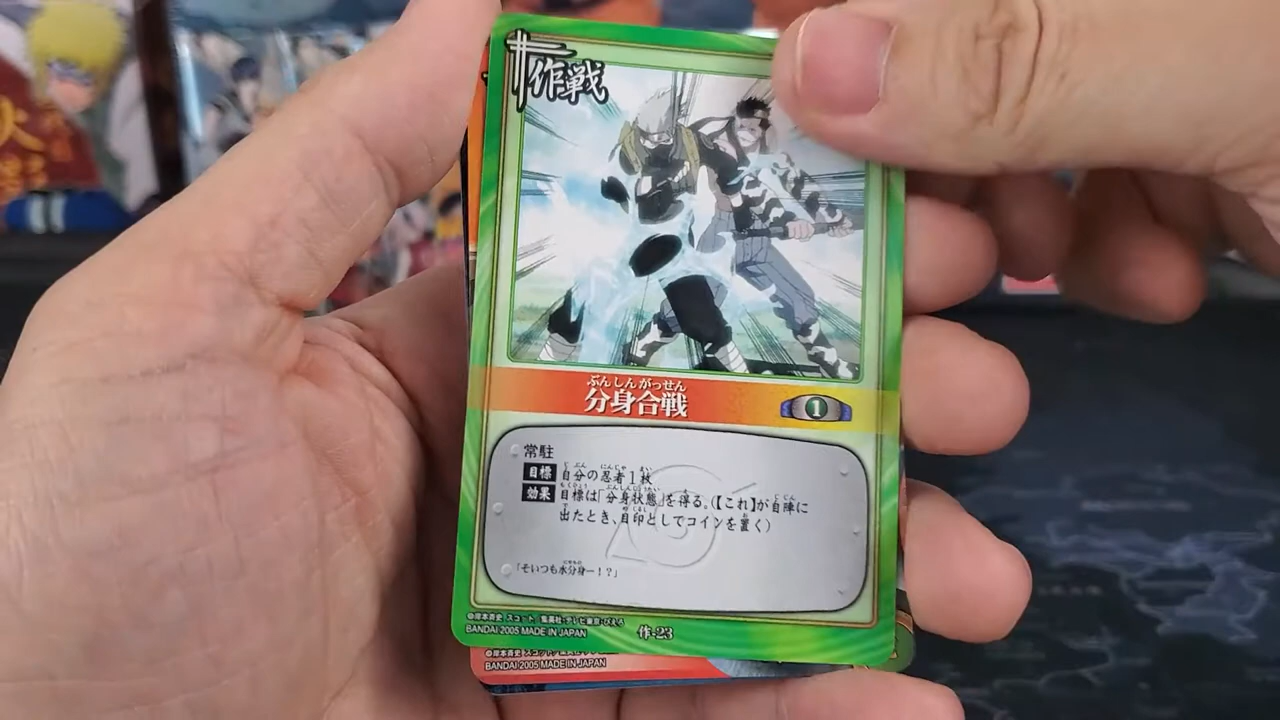 作戦
ぶんしんがっせん
分身合戦
1
常駐
目標 自分の忍者1枚
効果 目標は「分身状態」を得る。(【これ】が自陣に
出たとき、目印としてコインを置く)
「そいつも水分身ー!?」
©岸本斉史 スコット/集英社・テレビ東京・ぴえろ
BANDAI 2005 MADE IN JAPAN
作-23
BANDAI 2005 MADE IN JAPAN